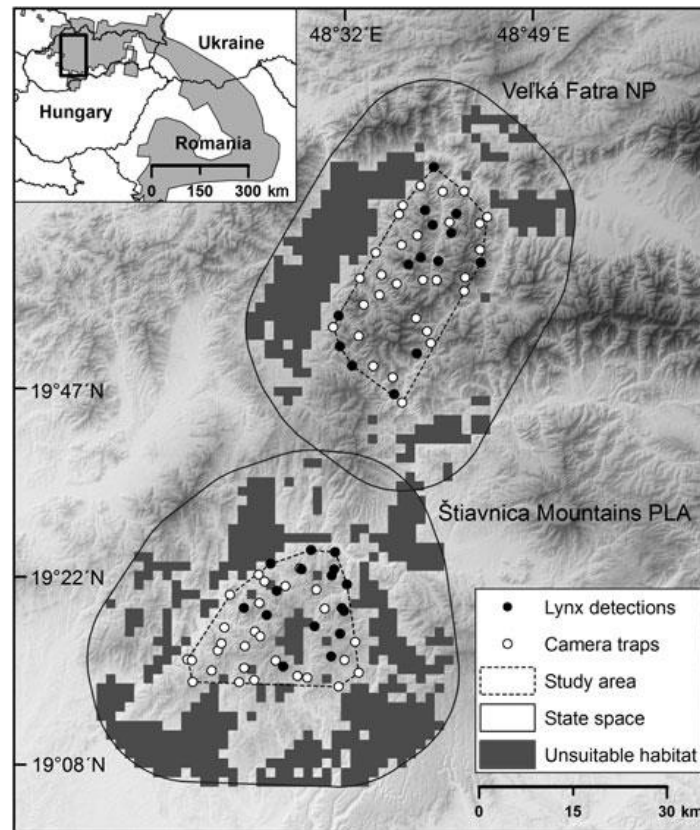 48°32´E
48°49´E
Ukraine
Hungary
Romania
0 150 300 km
Veľká Fatra NP
19°47´N
Štiavnica Mountains PLA
19°22´N
19°08´N
Lynx detections
Camera traps
Study area
State space
Unsuitable habitat
0 15 30 km